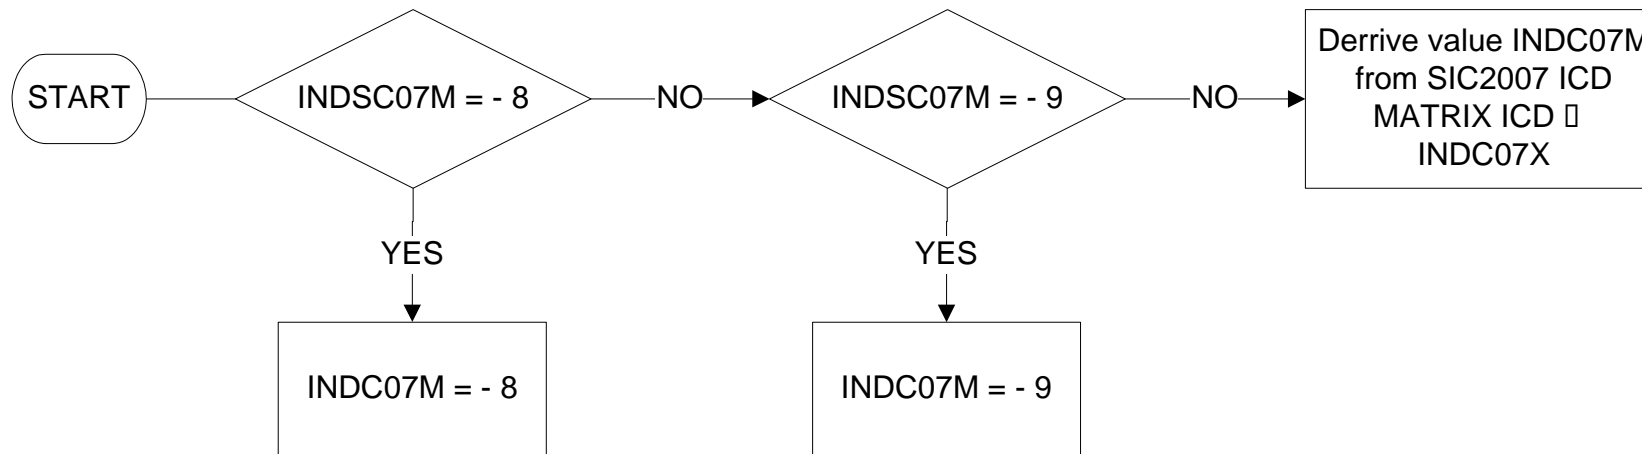 START
INDSC07M = - 8
NO
INDSC07M = - 9
NO
Derrive value INDC07M
from SIC2007 ICD
MATRIX ICD ▯
INDC07X
YES
YES
INDC07M = - 8
INDC07M = - 9